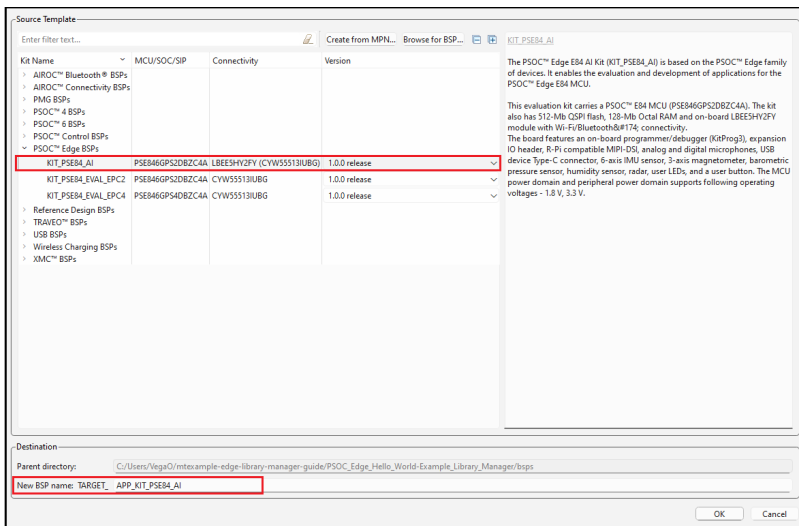 Source Template
Enter filter text...
Create from MPN... Browse for BSP...
Kit Name MCU/SOC/SIP Connectivity Version
AIROC™ Bluetooth® BSPs
AIROC™ Connectivity BSPs
PMG BSPs
PSOC™ 4 BSPs
PSOC™ 6 BSPs
PSOC™ Control BSPs
PSOC™ Edge BSPs
KIT_PSE84_AI PSE846GPS2DBZC4A LBEE5HY2FY (CYW55513IUBG) 1.0.0 release
KIT_PSE84_EVAL_EPC2 PSE846GPS2DBZC4A CYW55513IUBG 1.0.0 release
KIT_PSE84_EVAL_EPC4 PSE846GPS4DBZC4A CYW55513IUBG 1.0.0 release
Reference Design BSPs
TRAVEO™ BSPs
USB BSPs
Wireless Charging BSPs
XMC™ BSPs
KIT_PSE84_AI
The PSOC™ Edge E84 AI Kit (KIT_PSE84_AI) is based on the PSOC™ Edge family
of devices. It enables the evaluation and development of applications for the
PSOC™ Edge E84 MCU.
This evaluation kit carries a PSOC™ E84 MCU (PSE846GPS2DBZC4A). The kit
also has 512-Mb QSPI flash, 128-Mb Octal RAM and on-board LBEE5HY2FY
module with Wi-Fi/Bluetooth&#174; connectivity.
The board features an on-board programmer/debugger (KitProg3), expansion
IO header, R-Pi compatible MIPI-DSI, analog and digital microphones, USB
device Type-C connector, 6-axis IMU sensor, 3-axis magnetometer, barometric
pressure sensor, humidity sensor, radar, user LEDs, and a user button. The MCU
power domain and peripheral power domain supports following operating
voltages - 1.8 V, 3.3 V.
Destination
Parent directory: C:/Users/VegaO/mtexample-edge-library-manager-guide/PSOC_Edge_Hello_World-Example_Library_Manager/bsps
New BSP name: TARGET_ APP_KIT_PSE84_AI
OK Cancel